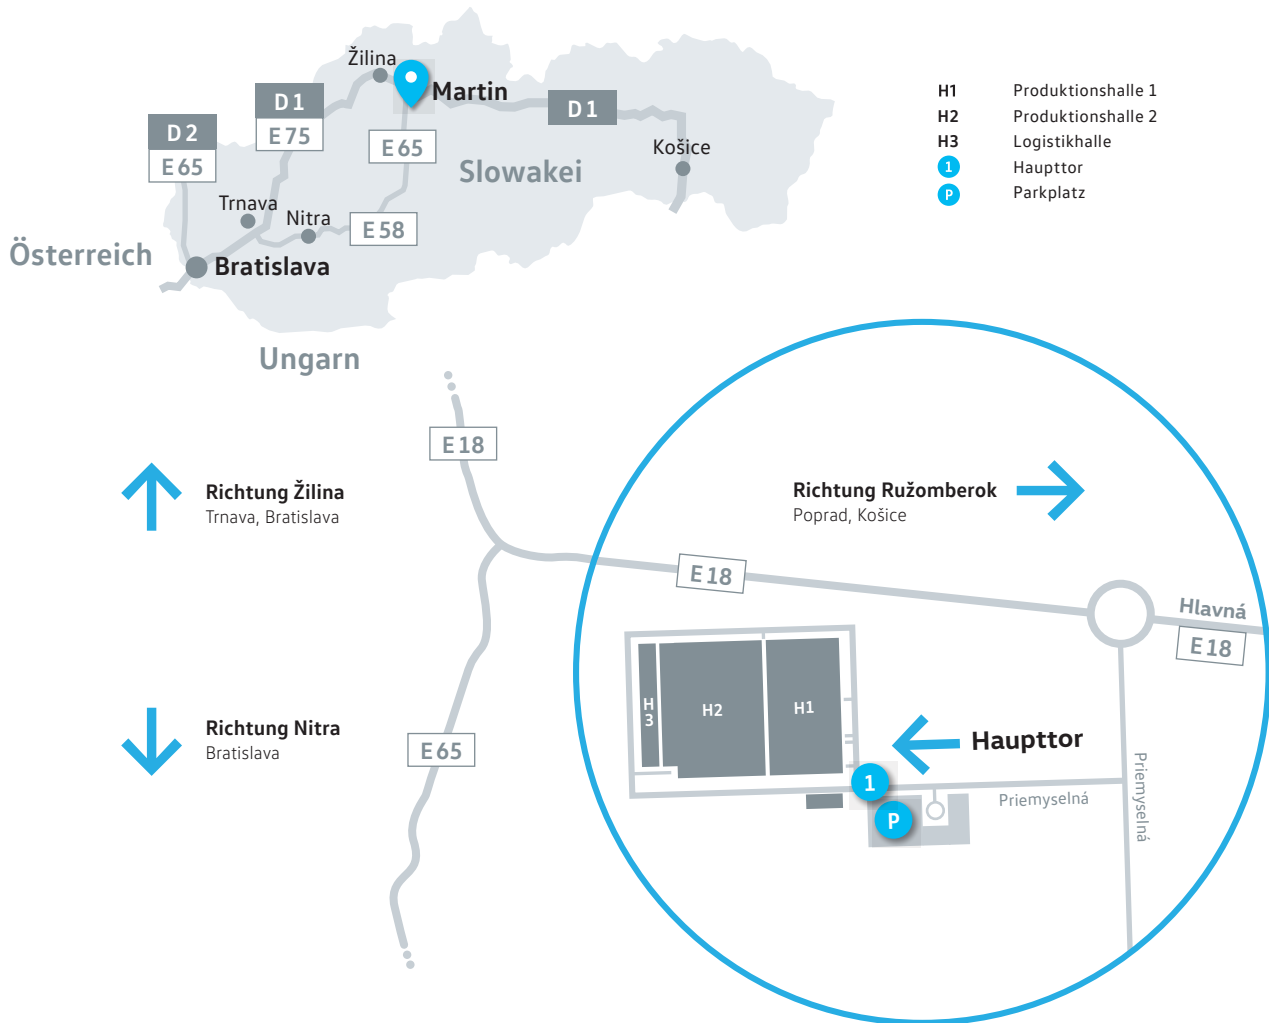 Žilina
Martin
D1
E75
D2
E65
E65
D1
Košice
Slowakei
Trnava
Nitra
E58
Österreich
Bratislava
Ungarn
H1 Produktionshalle 1
H2 Produktionshalle 2
H3 Logistikhalle
1 Haupttor
P Parkplatz
E18
Richtung Žilina
Trnava, Bratislava
Richtung Ružomberok
Poprad, Košice
E18
Hlavná
E18
H3
H2
H1
Richtung Nitra
Bratislava
E65
Haupttor
1
P
Priemyselná
Priemyselná